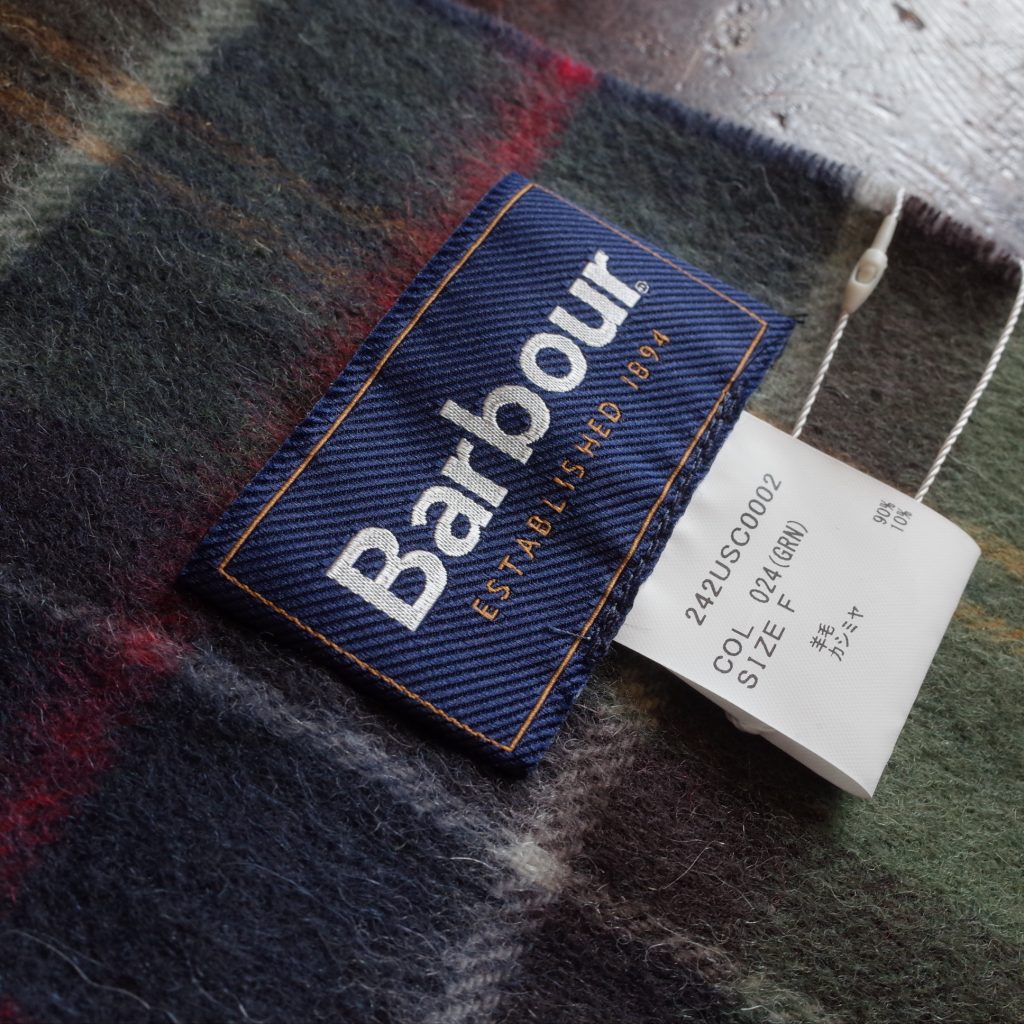 Barbour®
ESTABLISHED 1894
242USC0002
COL 024(GRN)
SIZE F
羊毛 90%
カシミヤ 10%